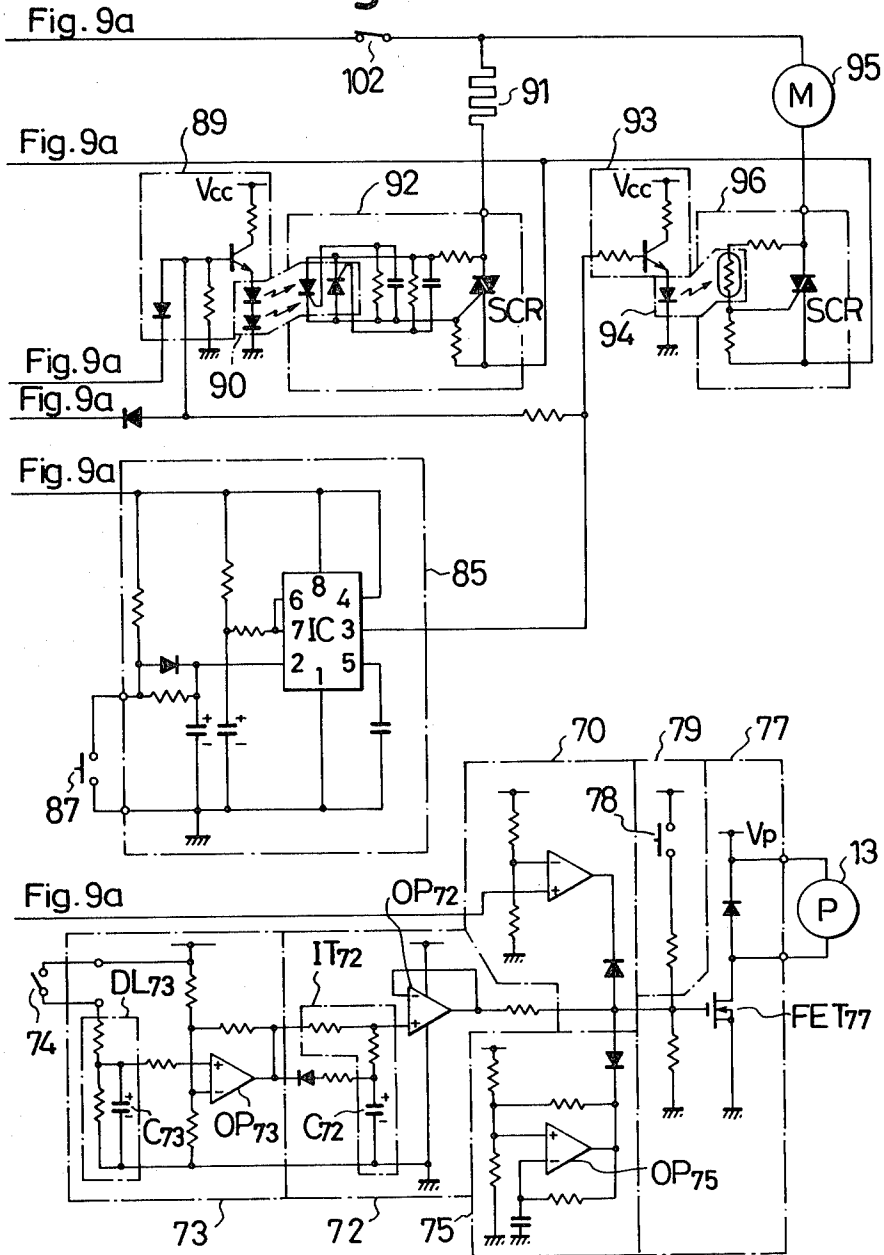 Fig. 9a
102
91
95
M
Fig. 9a
89
92
93
96
Vcc
Vcc
SCR
SCR
90
94
Fig. 9a
Fig. 9a
Fig. 9a
85
8
6 4
7 IC 3
2 5
1
87
70
79
77
78
Vp
13
P
Fig. 9a
OP72
IT72
DL73
74
FET77
C73
OP73
C72
OP75
73
72
75